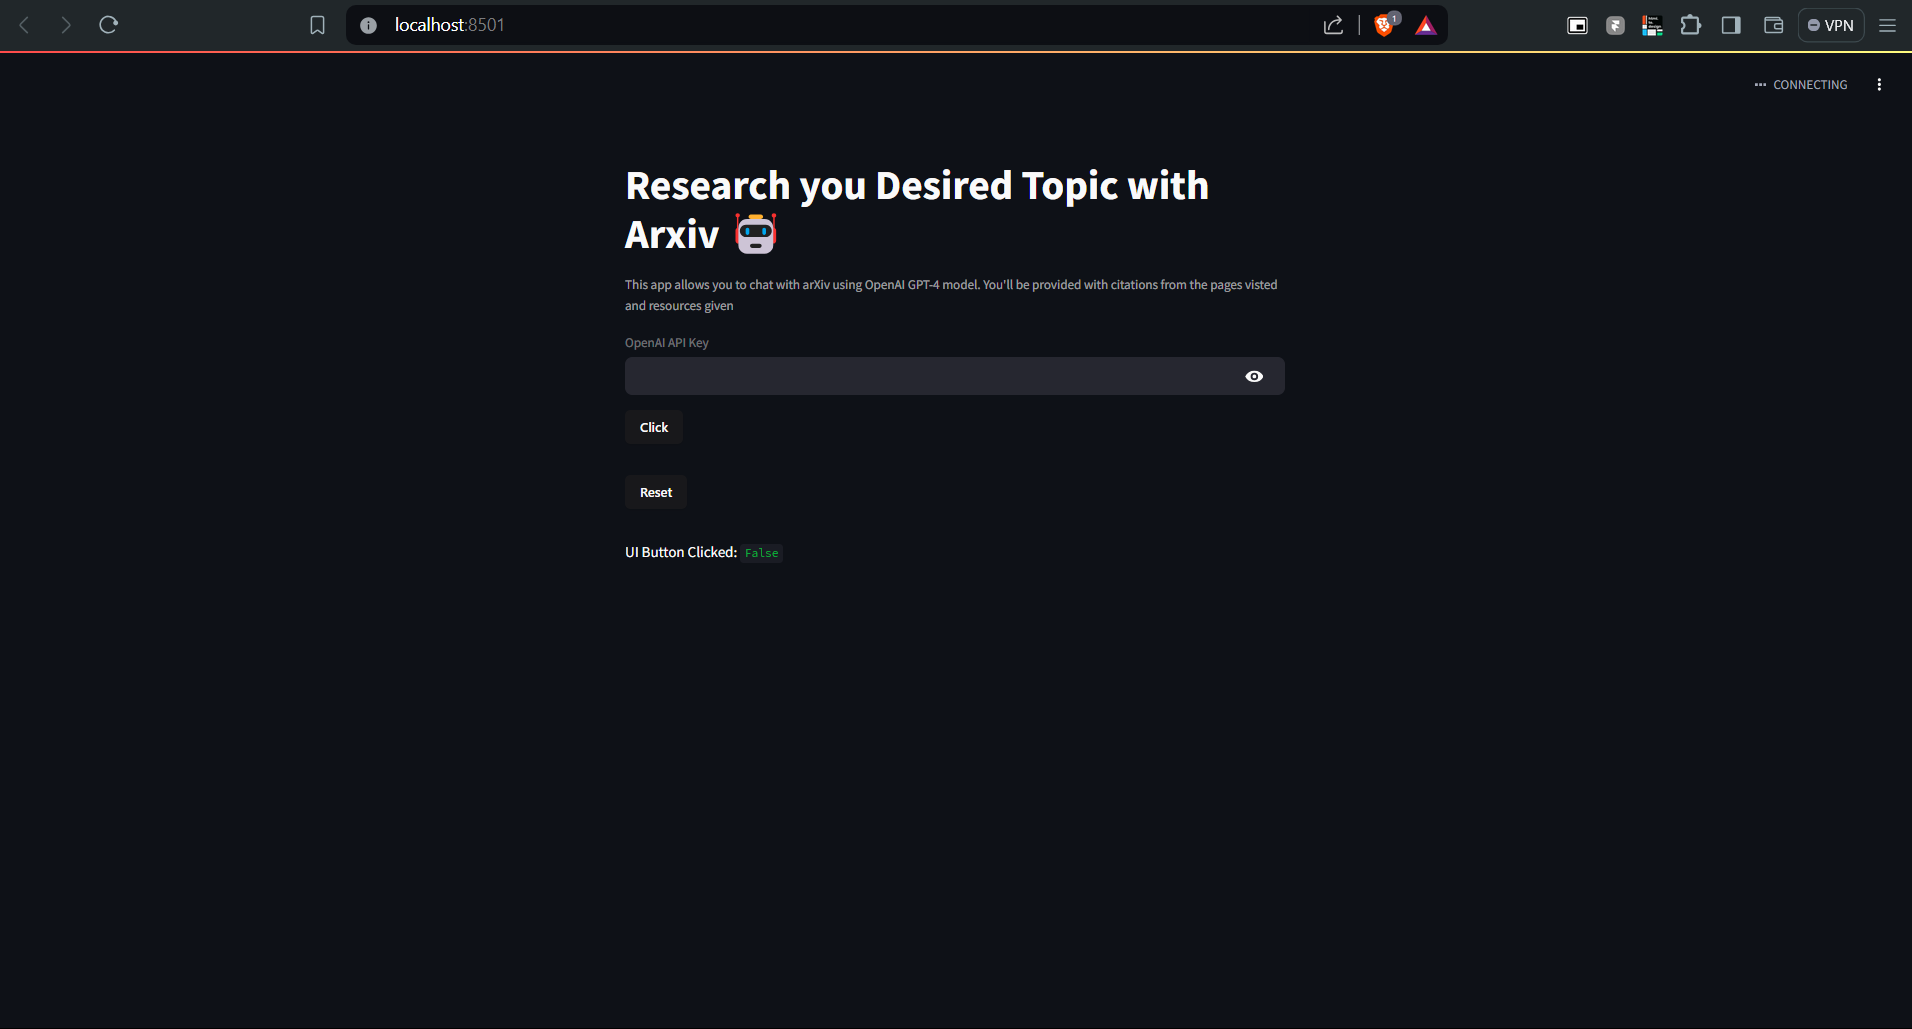 localhost:8501
1
VPN
CONNECTING
Research you Desired Topic with
Arxiv
This app allows you to chat with arXiv using OpenAI GPT-4 model. You'll be provided with citations from the pages visted
and resources given
OpenAI API Key
Click
Reset
UI Button Clicked: False